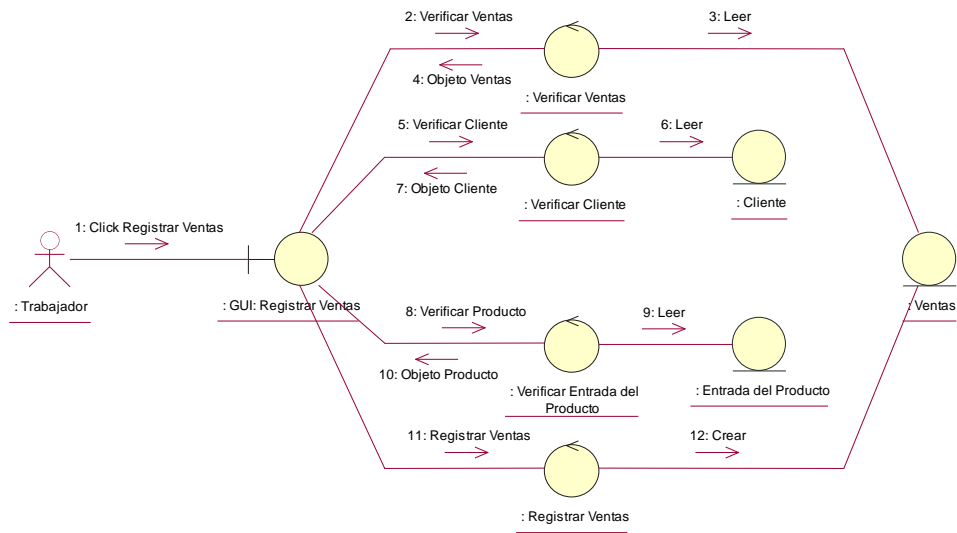 2: Verificar Ventas
3: Leer
4: Objeto Ventas
: Verificar Ventas
5: Verificar Cliente
6: Leer
7: Objeto Cliente
: Verificar Cliente
: Cliente
1: Click Registrar Ventas
: Trabajador
: GUI: Registrar Ventas
: Ventas
8: Verificar Producto
9: Leer
10: Objeto Producto
: Verificar Entrada del
Producto
: Entrada del Producto
11: Registrar Ventas
12: Crear
: Registrar Ventas